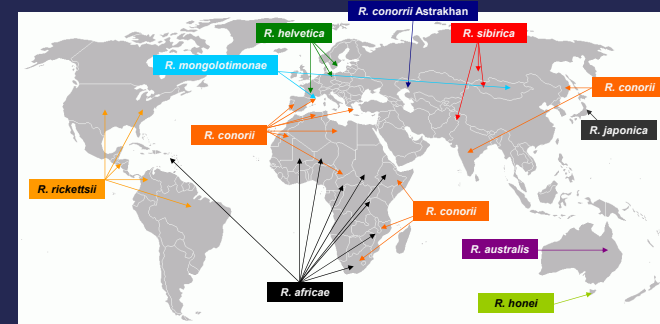 R. conorrii Astrakhan
R. helvetica
R. sibirica
R. mongolotimonae
R. conorii
R. conorii
R. japonica
R. rickettsii
R. conorii
R. australis
R. africae
R. honei